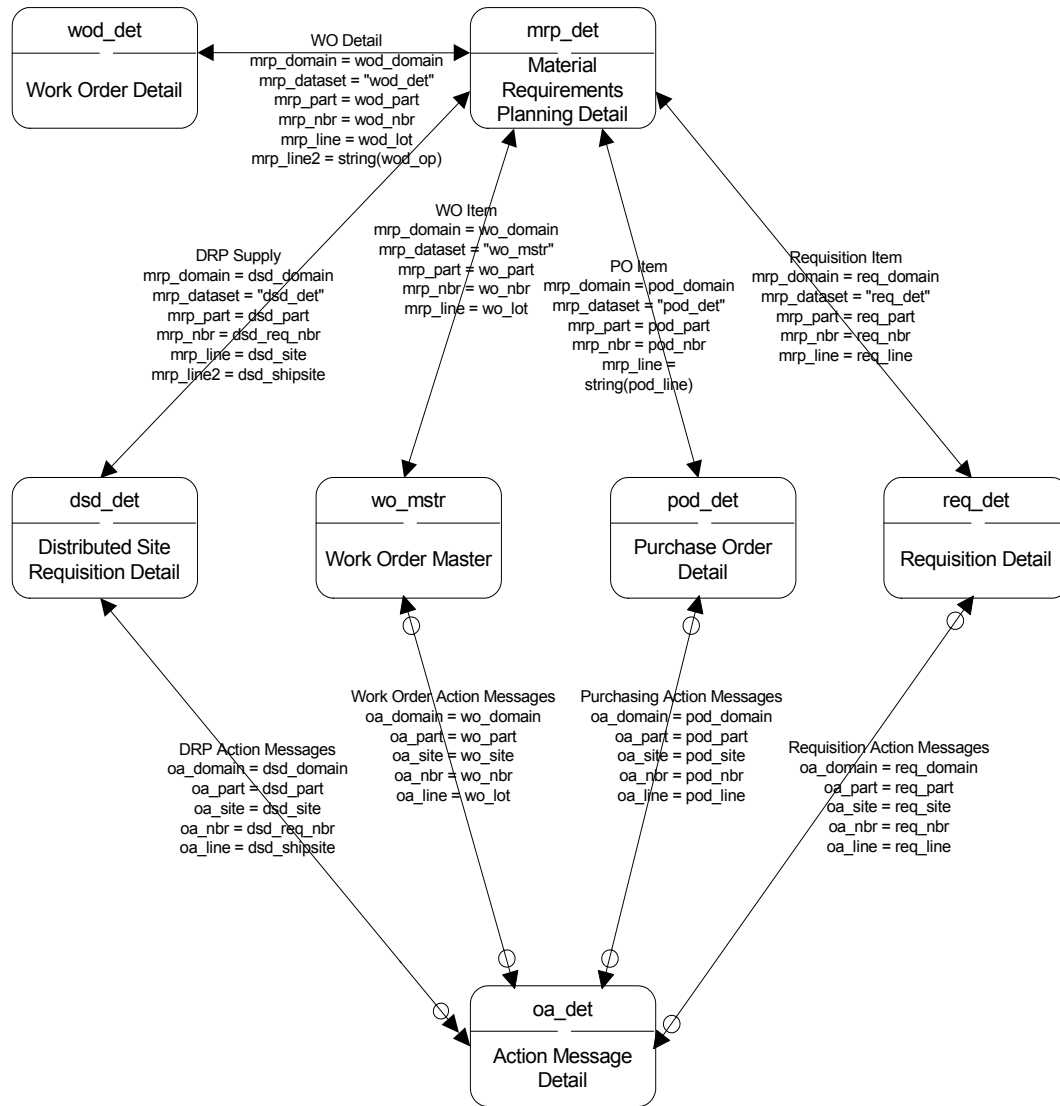 wod_det
Work Order Detail
mrp_det
Material
Requirements
Planning Detail
WO Detail
mrp_domain = wod_domain
mrp_dataset = "wod_det"
mrp_part = wod_part
mrp_nbr = wod_nbr
mrp_line = wod_lot
mrp_line2 = string(wod_op)
DRP Supply
mrp_domain = dsd_domain
mrp_dataset = "dsd_det"
mrp_part = dsd_part
mrp_nbr = dsd_req_nbr
mrp_line = dsd_site
mrp_line2 = dsd_shipsite
WO Item
mrp_domain = wo_domain
mrp_dataset = "wo_mstr"
mrp_part = wo_part
mrp_nbr = wo_nbr
mrp_line = wo_lot
PO Item
mrp_domain = pod_domain
mrp_dataset = "pod_det"
mrp_part = pod_part
mrp_nbr = pod_nbr
mrp_line =
string(pod_line)
Requisition Item
mrp_domain = req_domain
mrp_dataset = "req_det"
mrp_part = req_part
mrp_nbr = req_nbr
mrp_line = req_line
dsd_det
Distributed Site
Requisition Detail
wo_mstr
Work Order Master
pod_det
Purchase Order
Detail
req_det
Requisition Detail
DRP Action Messages
oa_domain = dsd_domain
oa_part = dsd_part
oa_site = dsd_site
oa_nbr = dsd_req_nbr
oa_line = dsd_shipsite
Work Order Action Messages
oa_domain = wo_domain
oa_part = wo_part
oa_site = wo_site
oa_nbr = wo_nbr
oa_line = wo_lot
Purchasing Action Messages
oa_domain = pod_domain
oa_part = pod_part
oa_site = pod_site
oa_nbr = pod_nbr
oa_line = pod_line
Requisition Action Messages
oa_domain = req_domain
oa_part = req_part
oa_site = req_site
oa_nbr = req_nbr
oa_line = req_line
oa_det
Action Message
Detail